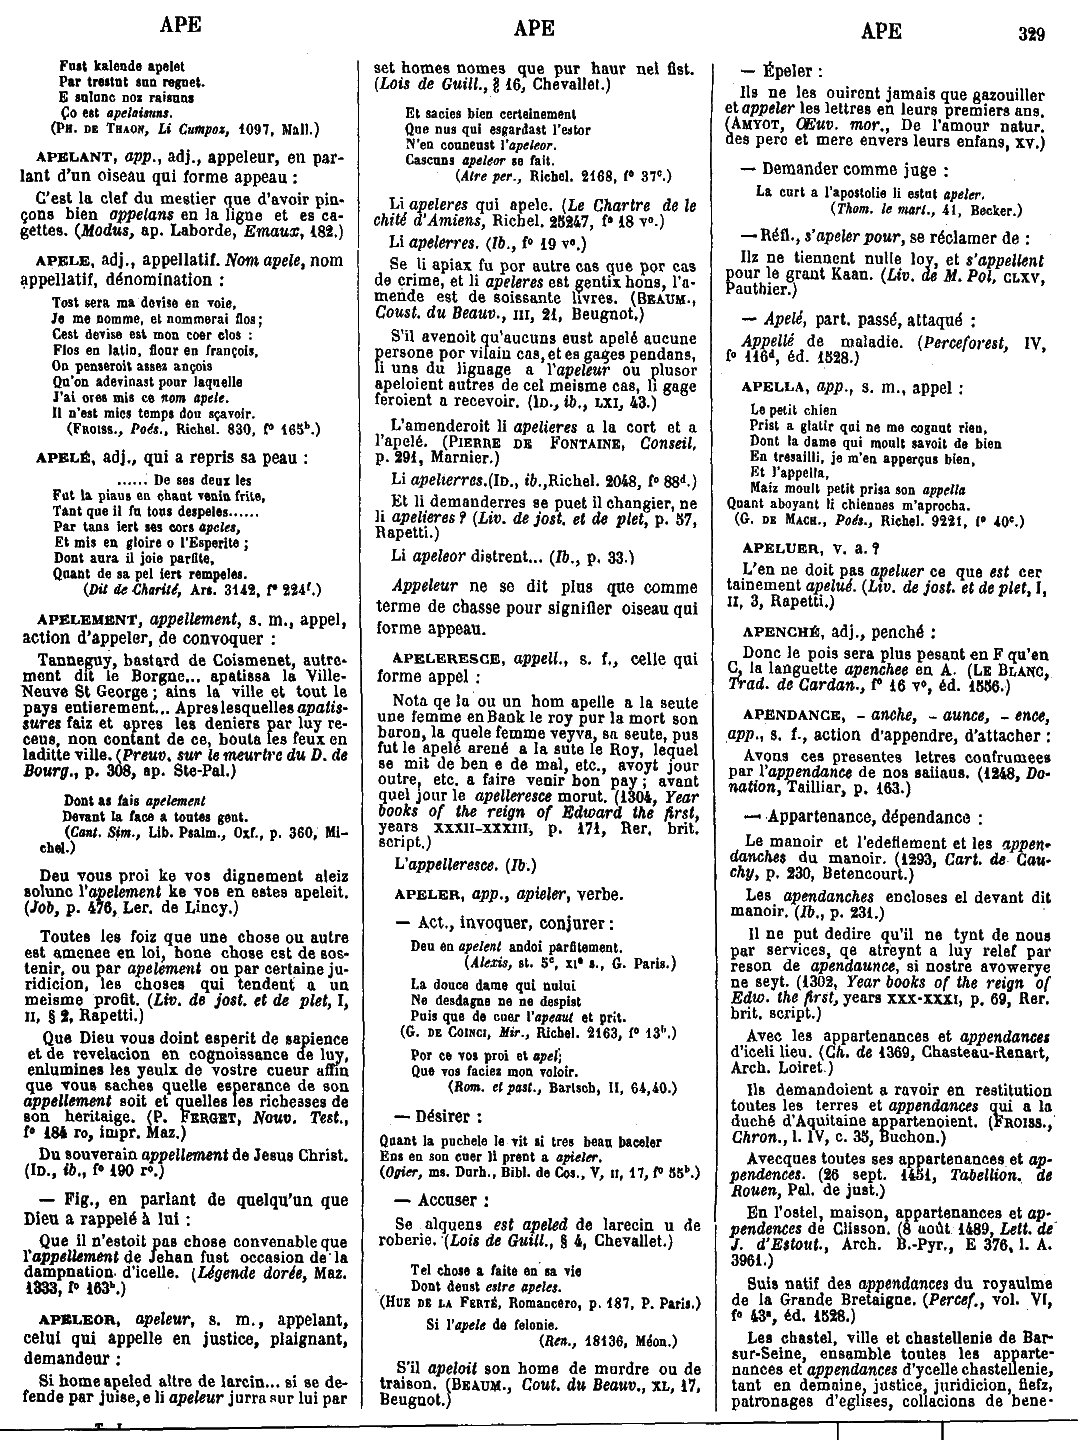 APE
APE
APE
329
Fust kalende apelet
Par trestut sun regnet.
E sulunc noz raisuns
Ço est apelaisuns.
(PH. DE THAON, Li Cumpoz, 1097, Mall.)
APELANT, app., adj., appeleur, en par-
lant d'un oiseau qui forme appeau :
C'est la clef du mestier que d'avoir pin-
çons bien appelans en la ligne et es ca-
gettes. (Modus, ap. Laborde, Emaux, 182.)
APELE, adj., appellatif. Nom apele, nom
appellatif, dénomination :
Tost sera ma devise en voie,
Je me nomme, et nommerai flos ;
Cest devise est mon coer clos :
Flos en latin, flour en françois,
On penseroit assez ançois
Qu'on adevinast pour laquelle
J'ai ores mis ce nom apele.
Il n'est mies temps dou sçavoir.
(FROISS., Poés., Richel. 830, f° 165b.)
APELÉ, adj., qui a repris sa peau :
...... De ses deux les
Fut la piaus en chaut venin frite,
Tant que il fu tous despeles......
Par tans iert ses cors apeles,
Et mis en gloire o l'Esperite ;
Dont aura il joie parfite,
Quant de sa pel iert rempeles.
(Dit de Charité, Ars. 3142, f° 224f.)
APELEMENT, appellement, s. m., appel,
action d'appeler, de convoquer :
Tanneguy, bastard de Coismenet, autre-
ment dit le Borgne... apatissa la Ville-
Neuve St George ; ains la ville et tout le
pays entierement... Apres lesquelles apatis-
sures faiz et apres les deniers par luy re-
ceus, non contant de ce, bouta les feux en
laditte ville. (Preuv. sur le meurtre du D. de
Bourg., p. 308, ap. Ste-Pal.)
Dont as fais apelement
Devant la face a toutes gent.
(Cant. Sim., Lib. Psalm., Oxf., p. 360, Mi-
chel.)
Deu vous proi ke vos dignement aleiz
solunc l'apelement ke vos en estes apeleit.
(Job, p. 476, Ler. de Lincy.)
Toutes les foiz que une chose ou autre
est amenee en loi, bone chose est de sos-
tenir, ou par apelement ou par certaine ju-
ridicion, les choses qui tendent a un
meisme profit. (Liv. de jost. et de plet, I,
II, § 2, Rapetti.)
Que Dieu vous doint esperit de sapience
et de revelacion en cognoissance de luy,
enlumines les yeulx de vostre cueur affin
que vous saches quelle esperance de son
appellement soit et quelles les richesses de
son heritaige. (P. FERGET, Nouv. Test.,
f° 184 ro, impr. Maz.)
Du souverain appellement de Jesus Christ.
(ID., ib., f° 190 r°.)
— Fig., en parlant de quelqu'un que
Dieu a rappelé à lui :
Que il n'estoit pas chose convenable que
l'appellement de Jehan fust occasion de la
dampnation d'icelle. (Légende dorée, Maz.
1333, f° 163b.)
APELEOR, apeleur, s. m., appelant,
celui qui appelle en justice, plaignant,
demandeur :
Si home apeled altre de larcin... si se de-
fende par juise, e li apeleur jurra sur lui par
T. I.
set homes nomes que pur haur nel fist.
(Lois de Guill., § 16, Chevallet.)
Et sacies bien certeinement
Que nus qui esgardast l'estor
N'en conneust l'apeleor.
Cascuns apeleor se fait.
(Atre per., Richel. 2168, f° 37c.)
Li apeleres qui apele. (Le Chartre de le
chité d'Amiens, Richel. 25247, f° 18 v°.)
Li apelerres. (Ib., f° 19 v°.)
Se li apiax fu por autre cas que por cas
de crime, et li apeleres est gentix hons, l'a-
mende est de soissante livres. (BEAUM.,
Coust. du Beauv., III, 21, Beugnot.)
S'il avenoit qu'aucuns eust apelé aucune
persone por vilain cas, et es gages pendans,
li uns du lignage a l'apeleur ou plusor
apeloient autres de cel meisme cas, li gage
feroient a recevoir. (ID., ib., LXI, 43.)
L'amenderoit li apelieres a la cort et a
l'apelé. (PIERRE DE FONTAINE, Conseil,
p. 291, Marnier.)
Li apelierres. (ID., ib., Richel. 2048, f° 88d.)
Et li demanderres se puet il changier, ne
li apelieres ? (Liv. de jost. et de plet, p. 57,
Rapetti.)
Li apeleor distrent... (Ib., p. 33.)
Appeleur ne se dit plus que comme
terme de chasse pour signifier oiseau qui
forme appeau.
APELERESCE, appell., s. f., celle qui
forme appel :
Nota qe la ou un hom apelle a la seute
une femme en Bank le roy pur la mort son
baron, la quele femme veyva, sa seute, pus
fut le apelé arené a la sute le Roy, lequel
se mit de ben e de mal, etc., avoyt jour
outre, etc. a faire venir bon pay ; avant
quel jour le apelleresce morut. (1304, Year
books of the reign of Edward the first,
years XXXII-XXXIII, p. 171, Rer. brit.
script.)
L'appelleresce. (Ib.)
APELER, app., apieler, verbe.
— Act., invoquer, conjurer :
Deu en apelent andoi parfitement.
(Alexis, st. 5e, XIe s., G. Paris.)
La douce dame qui nului
Ne desdagne ne ne despist
Puis que de cuer l'apeaut et prit.
(G. DE COINCI, Mir., Richel. 2163, f° 13b.)
Por ce vos proi et apel;
Que vos faciez mon voloir.
(Rom. et past., Bartsch, II, 64,40.)
— Désirer :
Quant la puchele le vit si tres beau baceler
Ens en son cuer li prent a apieler.
(Ogier, ms. Durh., Bibl. de Cos., V, II, 17, f° 55b.)
— Accuser :
Se alquens est apeled de larecin u de
roberie. (Lois de Guill., § 4, Chevallet.)
Tel chose a faite en sa vie
Dont deust estre apeles.
(HUE DE LA FERTÉ, Romancero, p. 187, P. Paris.)
Si l'apele de felonie.
(Ren., 18136, Méon.)
S'il apeloit son home de murdre ou de
traison. (BEAUM., Cout. du Beauv., XL, 17,
Beugnot.)
— Épeler :
Ils ne les ouirent jamais que gazouiller
et appeler les lettres en leurs premiers ans.
(AMYOT, Œuv. mor., De l'amour natur.
des pere et mere envers leurs enfans, XV.)
— Demander comme juge :
La curt a l'apostolie li estut apeler.
(Thom. le mart., 41, Becker.)
— Réfl., s'apeler pour, se réclamer de :
Ilz ne tiennent nulle loy, et s'appellent
pour le grant Kaan. (Liv. de M. Pol, CLXV,
Pauthier.)
— Apelé, part. passé, attaqué :
Appellé de maladie. (Perceforest, IV,
f° 116d, éd. 1528.)
APELLA, app., s. m., appel :
Le petit chien
Prist a glatir qui ne me cognut rien,
Dont la dame qui moult savoit de bien
En tresailli, je m'en apperçus bien,
Et l'appella,
Maiz moult petit prisa son appella
Quant aboyant li chiennes m'aprocha.
(G. DE MACH., Poés., Richel. 9221, f° 40c.)
APELUER, v. a. ?
L'en ne doit pas apeluer ce que est cer
tainement apelué. (Liv. de jost. et de plet, I,
II, 3, Rapetti.)
APENCHÉ, adj., penché :
Donc le pois sera plus pesant en F qu'en
C, la languette apenchee en A. (LE BLANC,
Trad. de Cardan., f° 16 v°, éd. 1556.)
APENDANCE, - anche, - aunce, - ence,
app., s. f., action d'appendre, d'attacher :
Avons ces presentes letres confrumees
par l'appendance de nos saiiaus. (1248, Do-
nation, Tailliar, p. 163.)
— Appartenance, dépendance :
Le manoir et l'edefiement et les appen-
danches du manoir. (1293, Cart. de Cau-
chy, p. 230, Betencourt.)
Les apendanches encloses el devant dit
manoir. (Ib., p. 231.)
Il ne put dedire qu'il ne tynt de nous
par services, qe atreynt a luy relef par
reson de apendaunce, si nostre avowerye
ne seyt. (1302, Year books of the reign of
Edw. the first, years XXX-XXXI, p. 69, Rer.
brit. script.)
Avec les appartenances et appendances
d'iceli lieu. (Ch. de 1369, Chasteau-Renart,
Arch. Loiret.)
Ils demandoient a ravoir en restitution
toutes les terres et appendances qui a la
duché d'Aquitaine appartenoient. (FROISS.,
Chron., l. IV, c. 35, Buchon.)
Avecques toutes ses appartenances et ap-
pendences. (26 sept. 1451, Tabellion. de
Rouen, Pal. de just.)
En l'ostel, maison, appartenances et ap-
pendences de Clisson. (8 août 1489, Lett. de
J. d'Estout., Arch. B.-Pyr., E 376, l. A.
3961.)
Suis natif des appendances du royaulme
de la Grande Bretaigne. (Percef., vol. VI,
f° 43a, éd. 1528.)
Les chastel, ville et chastellenie de Bar-
sur-Seine, ensamble toutes les apparte-
nances et appendances d'ycelle chastellenie,
tant en demaine, justice, juridicion, fiefz,
patronages d'eglises, collacions de bene-